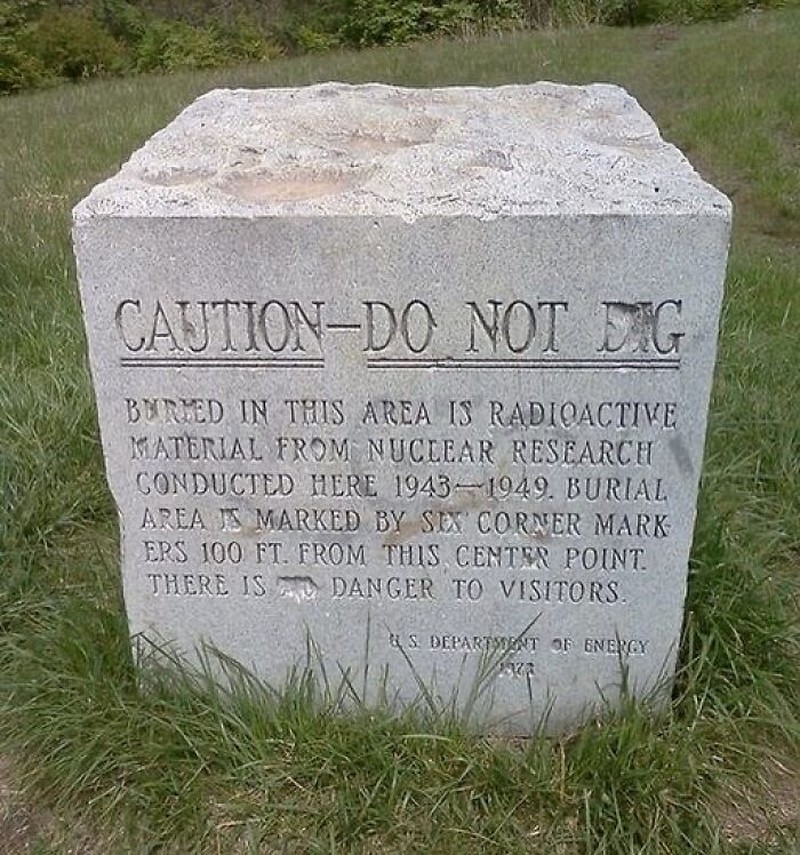 CAUTION—DO NOT DIG
BURIED IN THIS AREA IS RADIOACTIVE
MATERIAL FROM NUCLEAR RESEARCH
CONDUCTED HERE 1943—1949. BURIAL
AREA IS MARKED BY SIX CORNER MARK-
ERS 100 FT. FROM THIS CENTER POINT.
THERE IS DANGER TO VISITORS.
U.S. DEPARTMENT OF ENERGY